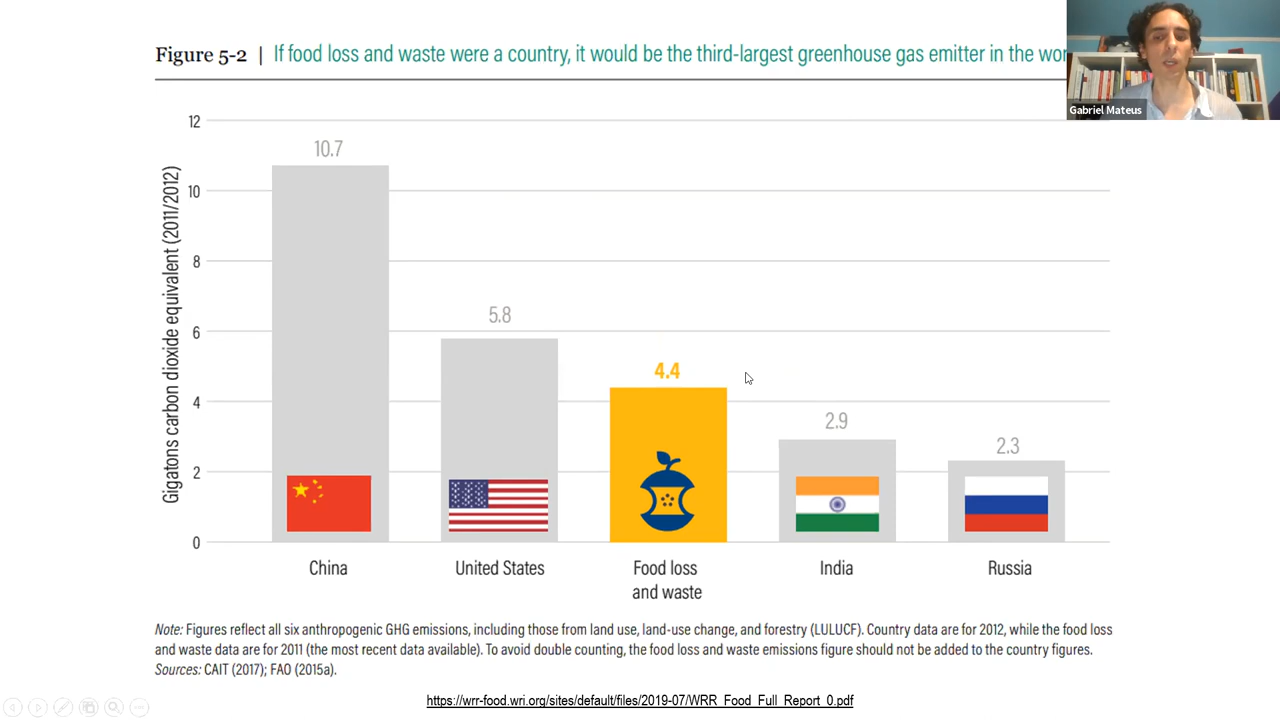 Figure 5-2 | If food loss and waste were a country, it would be the third-largest greenhouse gas emitter in the wor
Gabriel Mateus
Gigatons carbon dioxide equivalent (2011/2012)
12
10
8
6
4
2
0
10.7
5.8
4.4
2.9
2.3
China
United States
Food loss
and waste
India
Russia
Note: Figures reflect all six anthropogenic GHG emissions, including those from land use, land-use change, and forestry (LULUCF). Country data are for 2012, while the food loss
and waste data are for 2011 (the most recent data available). To avoid double counting, the food loss and waste emissions figure should not be added to the country figures.
Sources: CAIT (2017); FAO (2015a).
https://wrr-food.wri.org/sites/default/files/2019-07/WRR_Food_Full_Report_0.pdf